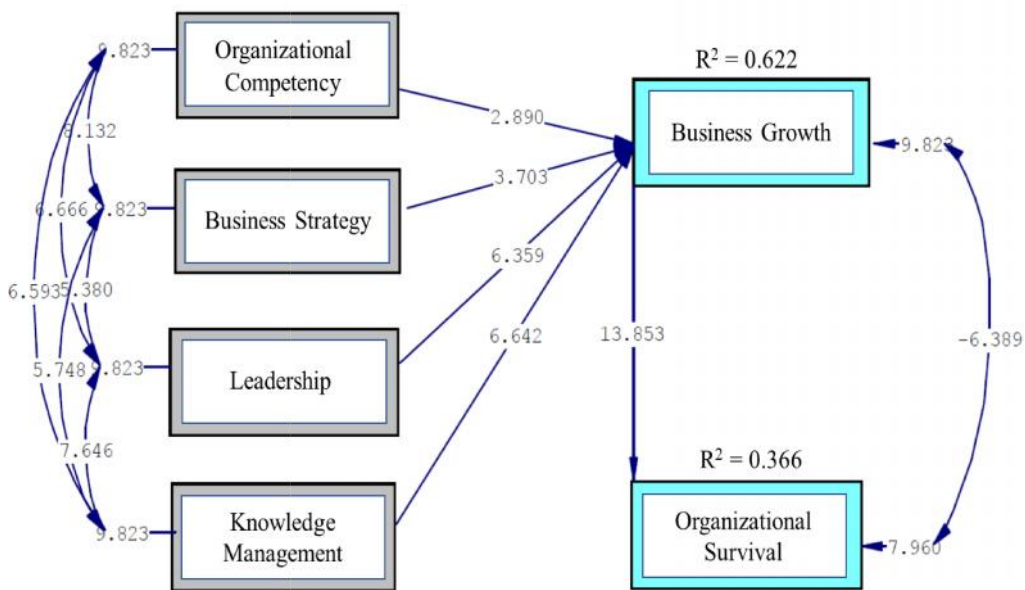 Organizational
Competency
Business Strategy
Leadership
Knowledge
Management
9.823
8.132
6.666
9.823
6.593
5.380
5.748
9.823
7.646
9.823
2.890
3.703
6.359
6.642
R² = 0.622
Business Growth
9.823
13.853
-6.389
R² = 0.366
Organizational
Survival
7.960